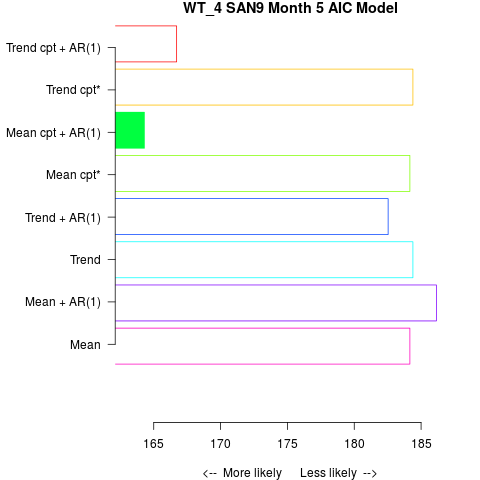 WT_4 SAN9 Month 5 AIC Model
Trend cpt + AR(1)
Trend cpt*
Mean cpt + AR(1)
Mean cpt*
Trend + AR(1)
Trend
Mean + AR(1)
Mean
165 170 175 180 185
<-- More likely Less likely -->